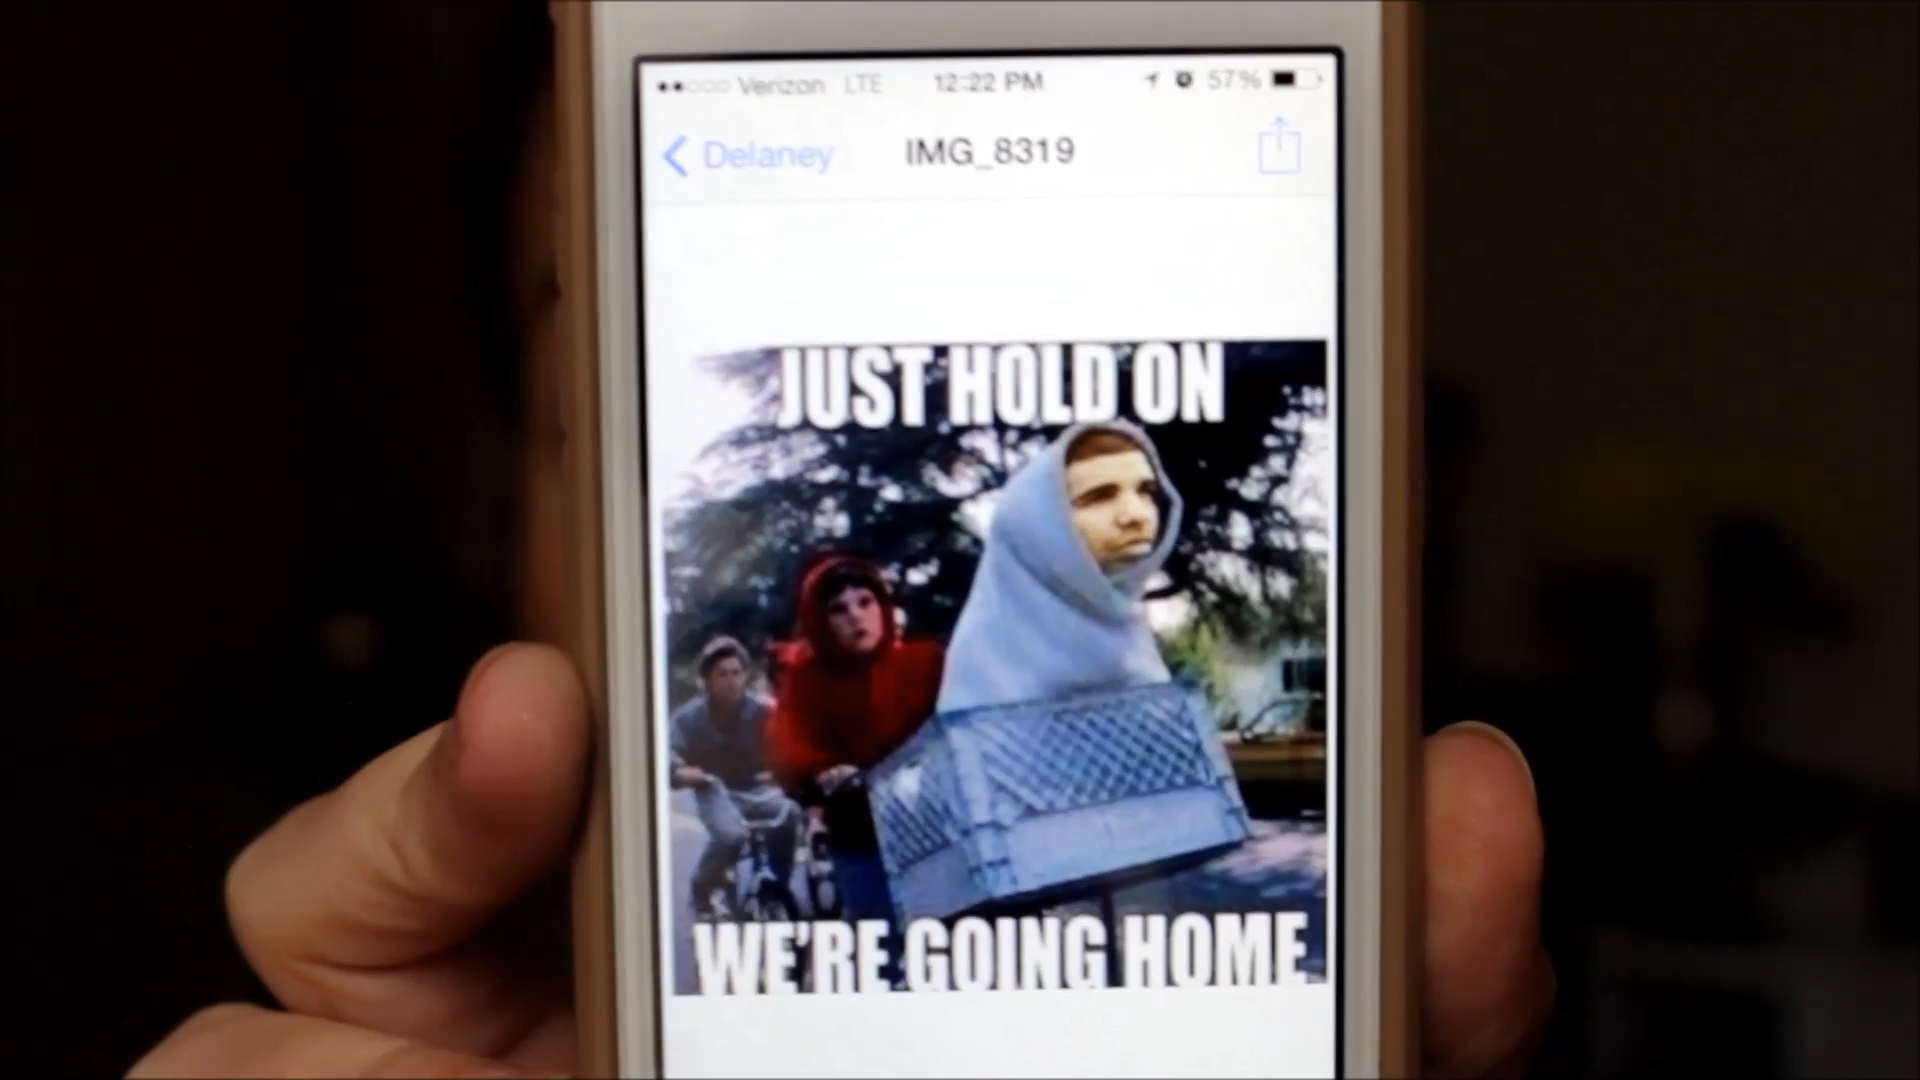 Verizon LTE 12:22 PM 57%
Delaney IMG_8319
JUST HOLD ON
WE'RE GOING HOME